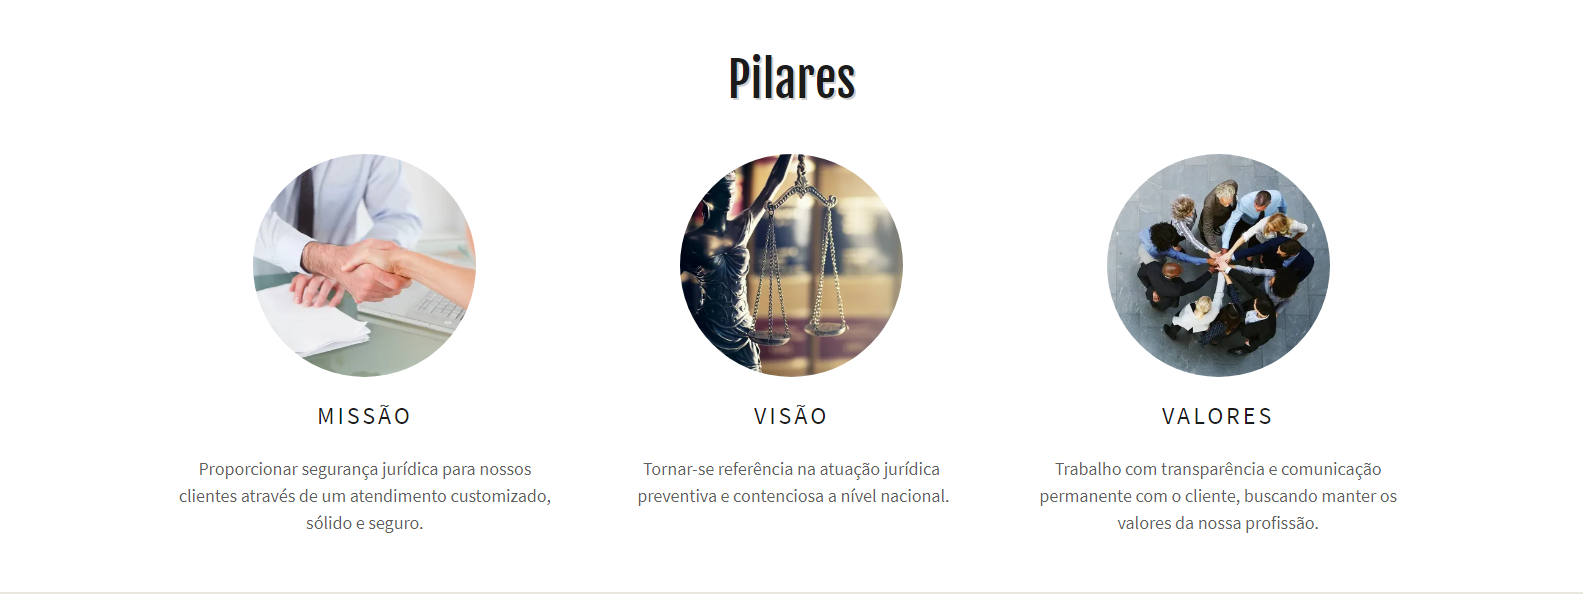 Pilares
MISSÃO
Proporcionar segurança jurídica para nossos
clientes através de um atendimento customizado,
sólido e seguro.
VISÃO
Tornar-se referência na atuação jurídica
preventiva e contenciosa a nível nacional.
VALORES
Trabalho com transparência e comunicação
permanente com o cliente, buscando manter os
valores da nossa profissão.